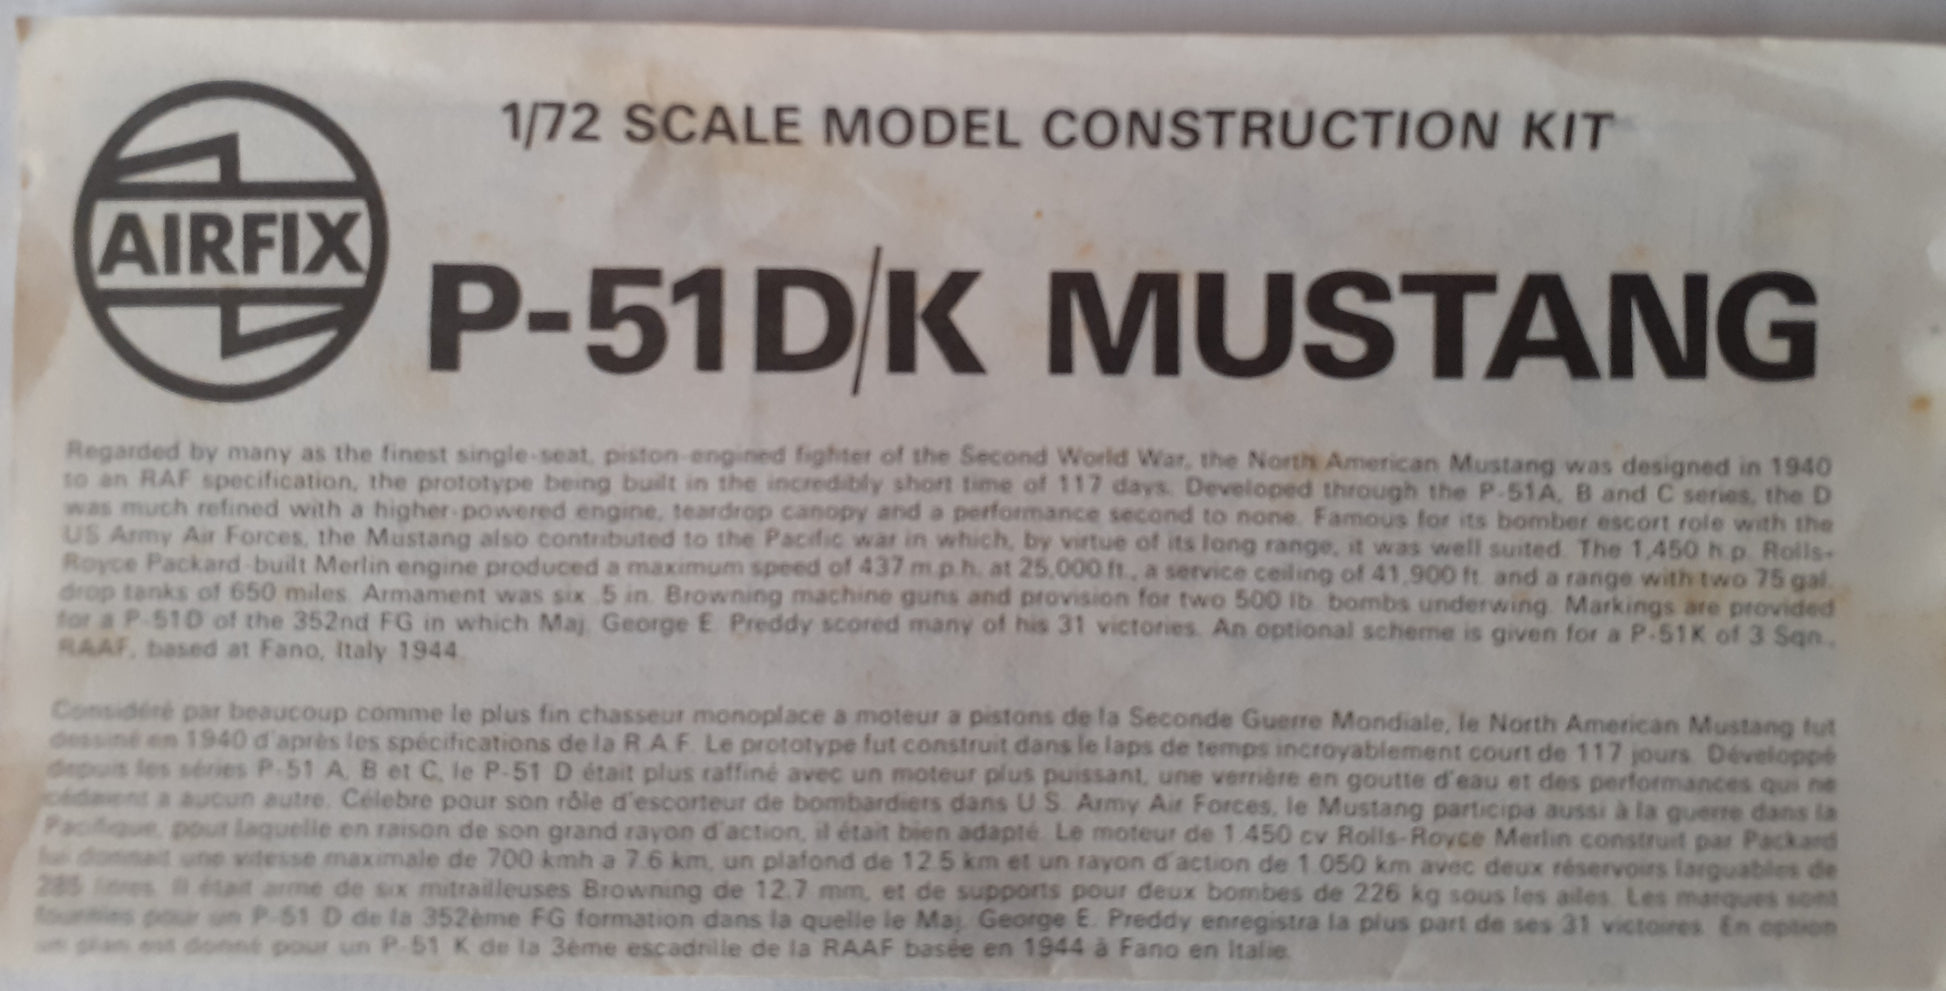 1/72 SCALE MODEL CONSTRUCTION KIT
AIRFIX
P-51D/K MUSTANG
Regarded by many as the finest single-seat, piston-engined fighter of the Second World War, the North American Mustang was designed in 1940
to an RAF specification, the prototype being built in the incredibly short time of 117 days. Developed through the P-51A, B and C series, the D
was much refined with a higher-powered engine, teardrop canopy and a performance second to none. Famous for its bomber escort role with the
US Army Air Forces, the Mustang also contributed to the Pacific war in which, by virtue of its long range, it was well suited. The 1,450 h.p. Rolls-
Royce Packard-built Merlin engine produced a maximum speed of 437 m.p.h. at 25,000 ft., a service ceiling of 41,900 ft. and a range with two 75 gal.
drop tanks of 650 miles. Armament was six .5 in. Browning machine guns and provision for two 500 lb. bombs underwing. Markings are provided
for a P-51D of the 352nd FG in which Maj. George E. Preddy scored many of his 31 victories. An optional scheme is given for a P-51K of 3 Sqn.,
RAAF, based at Fano, Italy 1944.
Considéré par beaucoup comme le plus fin chasseur monoplace a moteur a pistons de la Seconde Guerre Mondiale, le North American Mustang fut
dessiné en 1940 d'après les spécifications de la R.A.F. Le prototype fut construit dans le laps de temps incroyablement court de 117 jours. Développé
depuis les séries P-51 A, B et C, le P-51 D était plus raffiné avec un moteur plus puissant, une verrière en goutte d'eau et des performances qui ne
cédaient a aucun autre. Célebre pour son rôle d'escorteur de bombardiers dans U.S. Army Air Forces, le Mustang participa aussi à la guerre dans la
Pacifique, pour laquelle en raison de son grand rayon d'action, il était bien adapté. Le moteur de 1.450 cv Rolls-Royce Merlin construit par Packard
lui donnait une vitesse maximale de 700 kmh a 7.6 km, un plafond de 12.5 km et un rayon d'action de 1.050 km avec deux réservoirs larguables de
285 litres. Il était arme de six mitrailleuses Browning de 12.7 mm, et de supports pour deux bombes de 226 kg sous les ailes. Les marques sont
fournies pour un P-51 D de la 352ème FG formation dans la quelle le Maj. George E. Preddy enregistra la plus part de ses 31 victoires. En option
un plan est donné pour un P-51 K de la 3ème escadrille de la RAAF basée en 1944 à Fano en Italie.